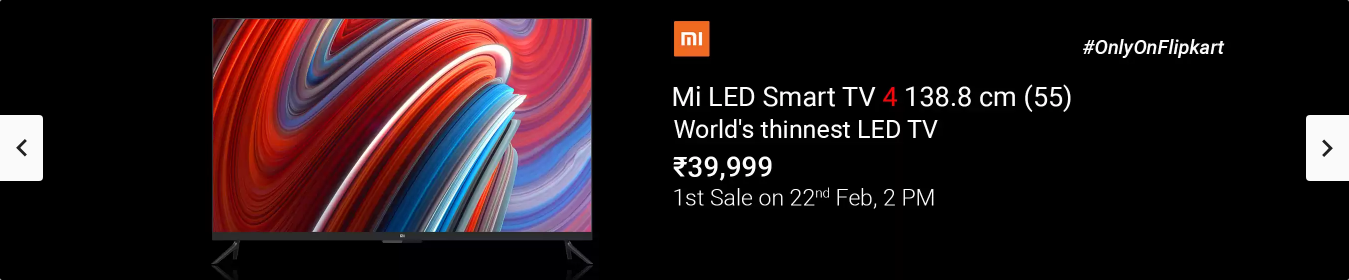 mi
#OnlyOnFlipkart
Mi LED Smart TV 4 138.8 cm (55)
World's thinnest LED TV
₹39,999
1st Sale on 22nd Feb, 2 PM